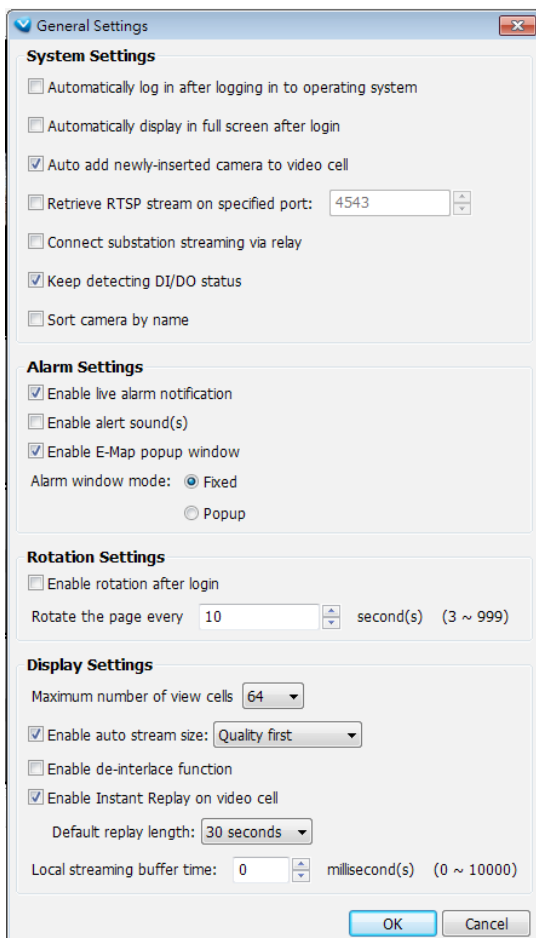 General Settings
System Settings
Automatically log in after logging in to operating system
Automatically display in full screen after login
Auto add newly-inserted camera to video cell
Retrieve RTSP stream on specified port: 4543
Connect substation streaming via relay
Keep detecting DI/DO status
Sort camera by name
Alarm Settings
Enable live alarm notification
Enable alert sound(s)
Enable E-Map popup window
Alarm window mode: Fixed
Popup
Rotation Settings
Enable rotation after login
Rotate the page every 10 second(s) (3 ~ 999)
Display Settings
Maximum number of view cells 64
Enable auto stream size: Quality first
Enable de-interlace function
Enable Instant Replay on video cell
Default replay length: 30 seconds
Local streaming buffer time: 0 millisecond(s) (0 ~ 10000)
OK Cancel